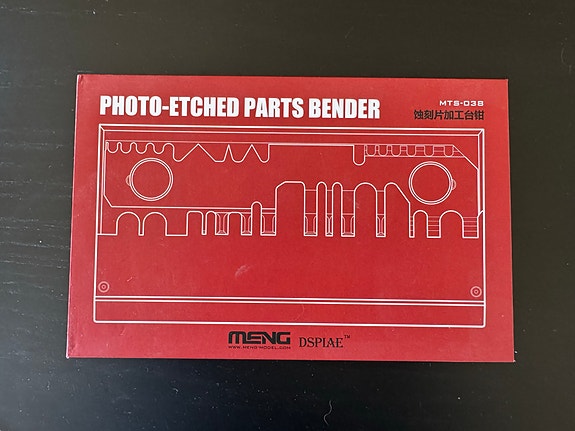 PHOTO-ETCHED PARTS BENDER
MTS-038
蚀刻片加工台钳
MENG
WWW.MENG-MODEL.COM
DSPIAE™